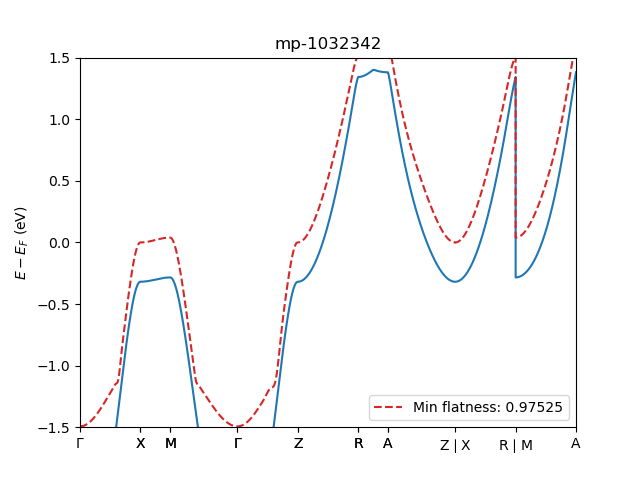 mp-1032342
E − E_F (eV)
1.5
1.0
0.5
0.0
−0.5
−1.0
−1.5
Min flatness: 0.97525
Γ X M Γ Z R A Z | X R | M A